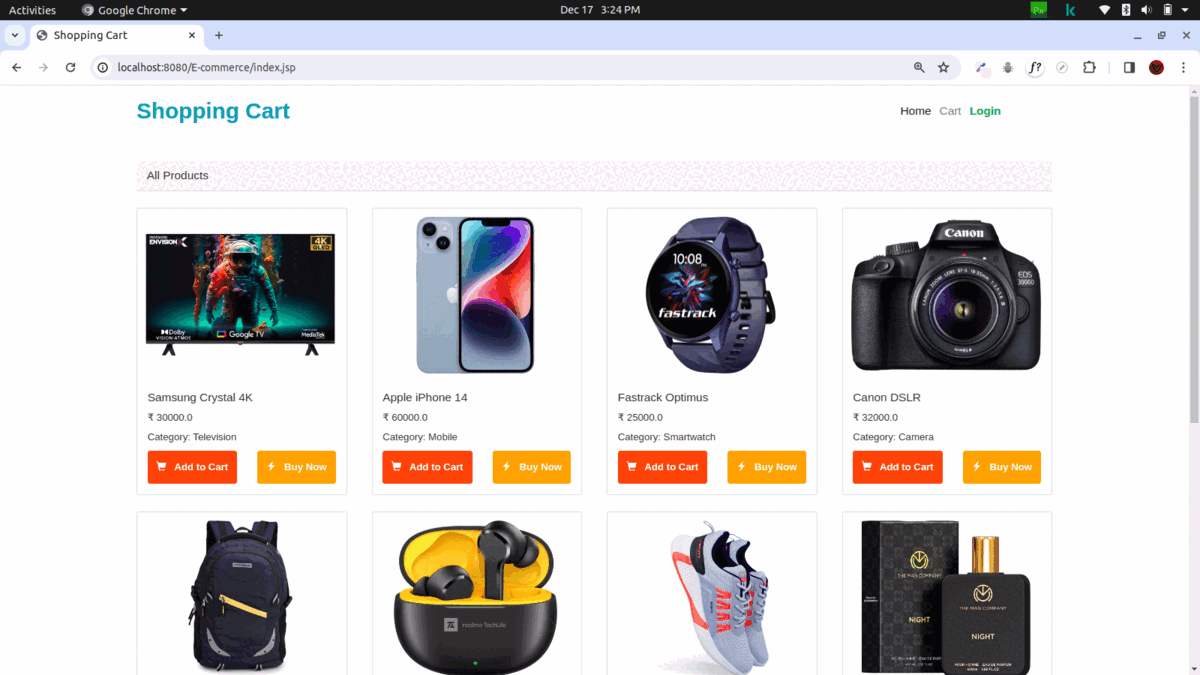 Activities Google Chrome Dec 17 3:24 PM
Shopping Cart
localhost:8080/E-commerce/index.jsp
f?
Shopping Cart
Home Cart Login
All Products
ENVISION X
4K
QLED
Dolby
VISION·ATMOS
Google TV
MediaTek
10:08
fastrack
Canon
EOS
3000D
Samsung Crystal 4K
₹ 30000.0
Category: Television
Add to Cart Buy Now
Apple iPhone 14
₹ 60000.0
Category: Mobile
Add to Cart Buy Now
Fastrack Optimus
₹ 25000.0
Category: Smartwatch
Add to Cart Buy Now
Canon DSLR
₹ 32000.0
Category: Camera
Add to Cart Buy Now
realme TechLife
THE MAN COMPANY
NIGHT
THE MAN COMPANY
NIGHT